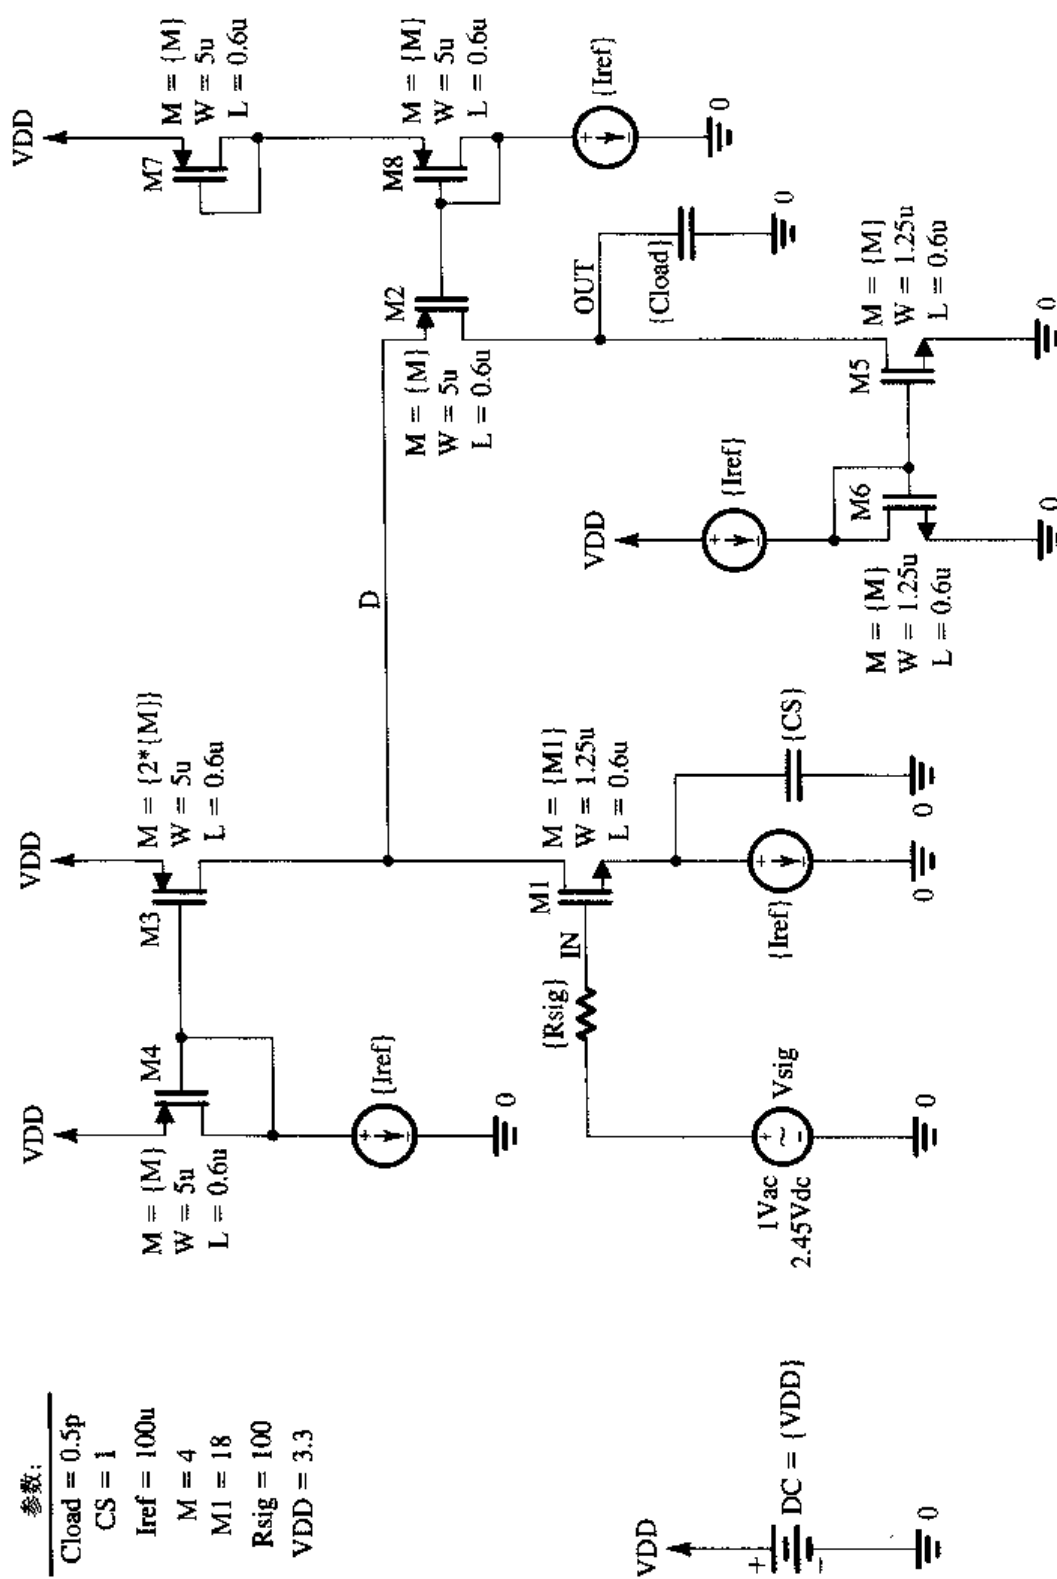 参数:
Cload = 0.5p
CS = 1
Iref = 100u
M = 4
M1 = 18
Rsig = 100
VDD = 3.3
VDD
DC = {VDD}
+
-
0
VDD
M4
M = {M}
W = 5u
L = 0.6u
{Iref}
+
-
0
VDD
M3
M = {2*{M}}
W = 5u
L = 0.6u
1Vac
2.45Vdc
Vsig
+
~
-
0
{Rsig}
IN
M1
M = {M1}
W = 1.25u
L = 0.6u
{Iref}
+
-
0
{CS}
0
D
VDD
{Iref}
+
-
M6
M = {M}
W = 1.25u
L = 0.6u
0
M5
M = {M}
W = 1.25u
L = 0.6u
0
M2
M = {M}
W = 5u
L = 0.6u
OUT
{Cload}
0
VDD
M7
M = {M}
W = 5u
L = 0.6u
M8
M = {M}
W = 5u
L = 0.6u
{Iref}
+
-
0